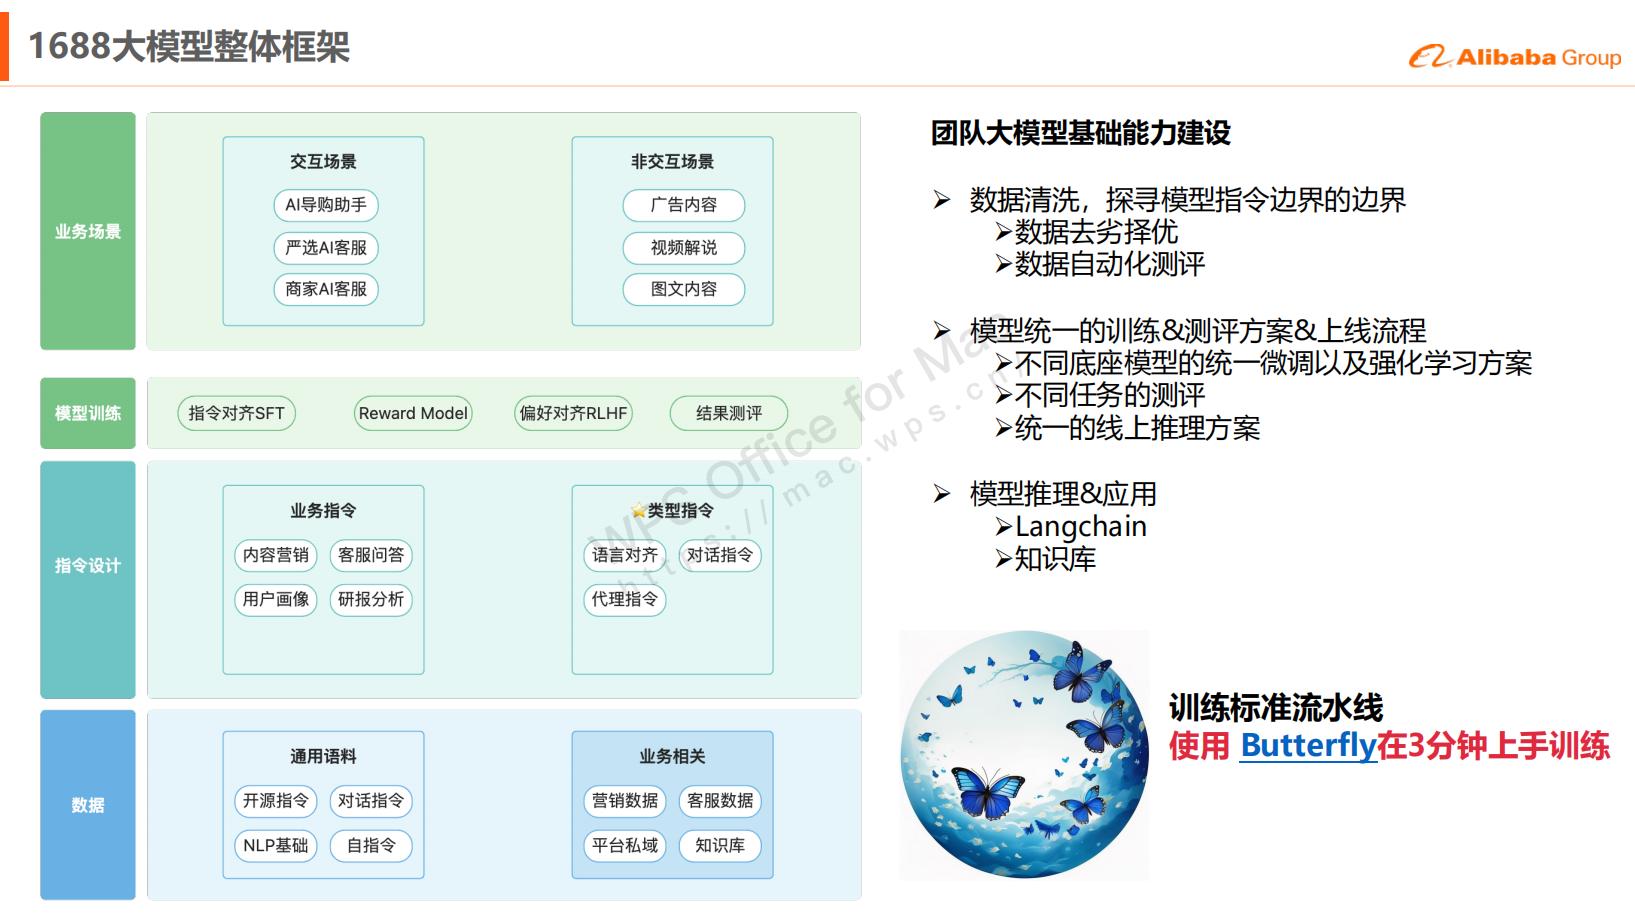 1688大模型整体框架
Alibaba Group
业务场景
交互场景
AI导购助手
严选AI客服
商家AI客服
非交互场景
广告内容
视频解说
图文内容
模型训练
指令对齐SFT
Reward Model
偏好对齐RLHF
结果测评
指令设计
业务指令
内容营销 客服问答
用户画像 研报分析
⭐类型指令
语言对齐 对话指令
代理指令
数据
通用语料
开源指令 对话指令
NLP基础 自指令
业务相关
营销数据 客服数据
平台私域 知识库
团队大模型基础能力建设
➢ 数据清洗，探寻模型指令边界的边界
➢数据去劣择优
➢数据自动化测评
➢ 模型统一的训练&测评方案&上线流程
➢不同底座模型的统一微调以及强化学习方案
➢不同任务的测评
➢统一的线上推理方案
➢ 模型推理&应用
➢Langchain
➢知识库
训练标准流水线
使用 Butterfly在3分钟上手训练
WPC Office for Mac
https://mac.wps.cn